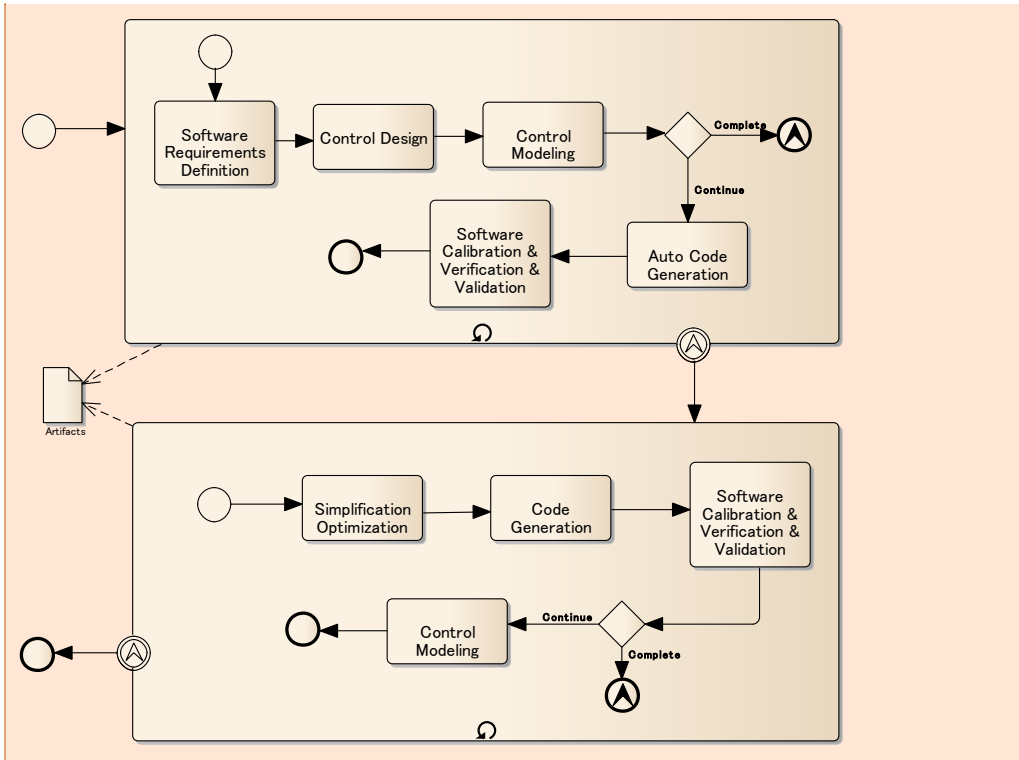 Software
Requirements
Definition
Control Design
Control
Modeling
Complete
Continue
Software
Calibration &
Verification &
Validation
Auto Code
Generation
Artifacts
Simplification
Optimization
Code
Generation
Software
Calibration &
Verification &
Validation
Control
Modeling
Continue
Complete